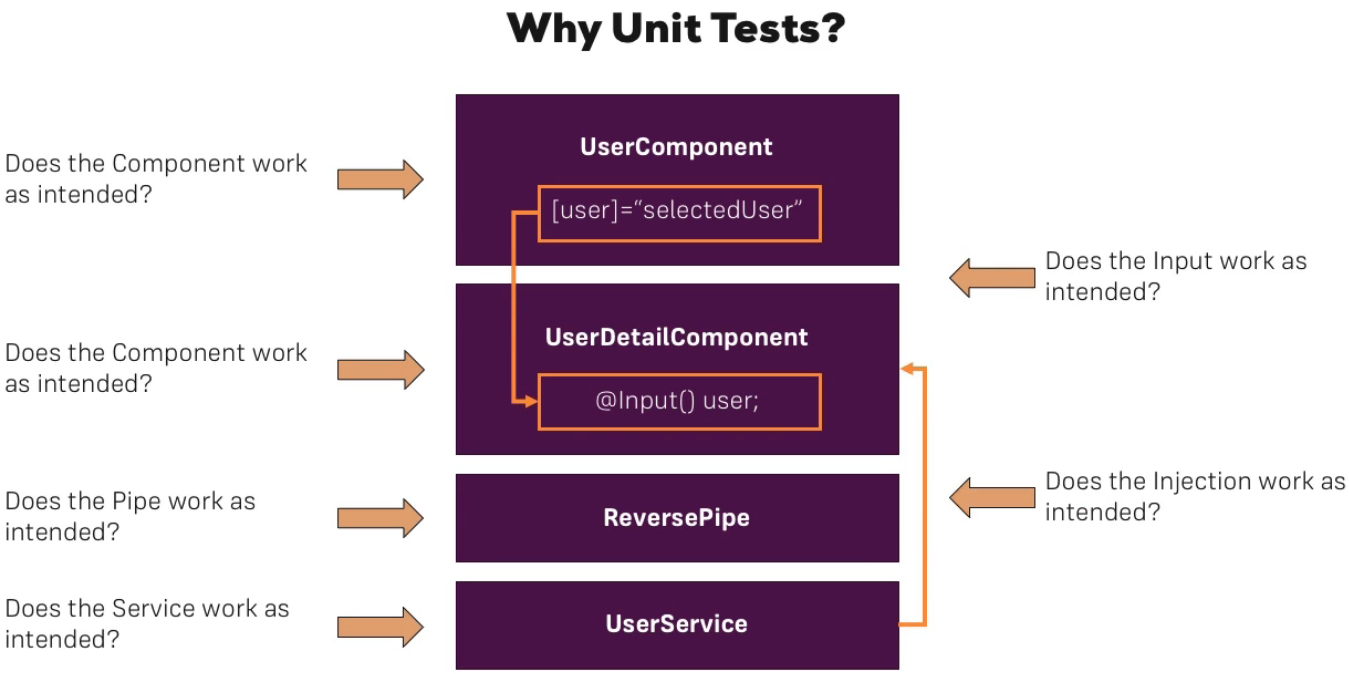 Why Unit Tests?
Does the Component work
as intended?
UserComponent
[user]=“selectedUser”
Does the Input work as
intended?
Does the Component work
as intended?
UserDetailComponent
@Input() user;
Does the Pipe work as
intended?
ReversePipe
Does the Injection work as
intended?
Does the Service work as
intended?
UserService